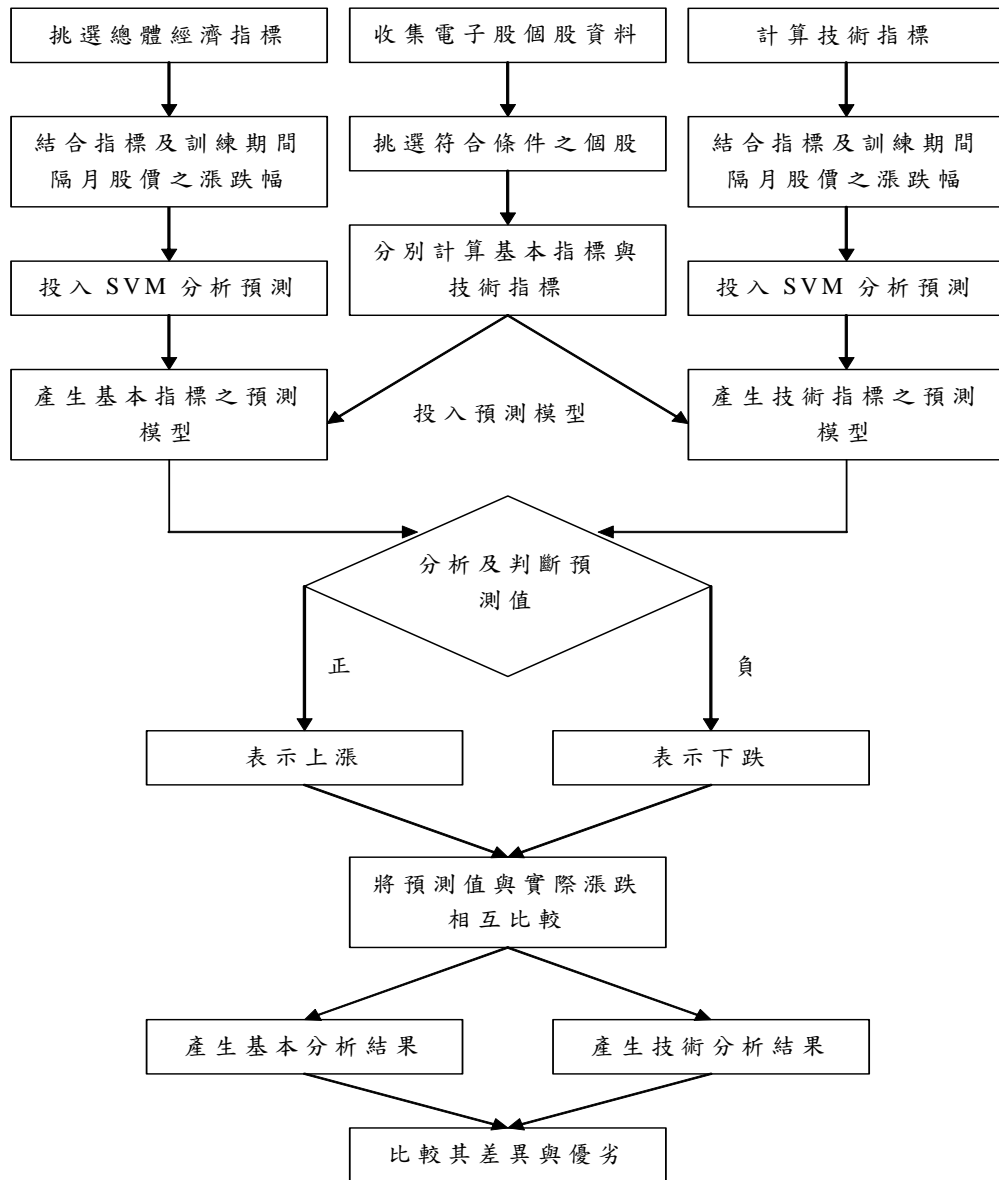 挑選總體經濟指標
收集電子股個股資料
計算技術指標
結合指標及訓練期間
隔月股價之漲跌幅
挑選符合條件之個股
結合指標及訓練期間
隔月股價之漲跌幅
分別計算基本指標與
技術指標
投入 SVM 分析預測
投入 SVM 分析預測
產生基本指標之預測
模型
投入預測模型
產生技術指標之預測
模型
分析及判斷預
測值
正
負
表示上漲
表示下跌
將預測值與實際漲跌
相互比較
產生基本分析結果
產生技術分析結果
比較其差異與優劣